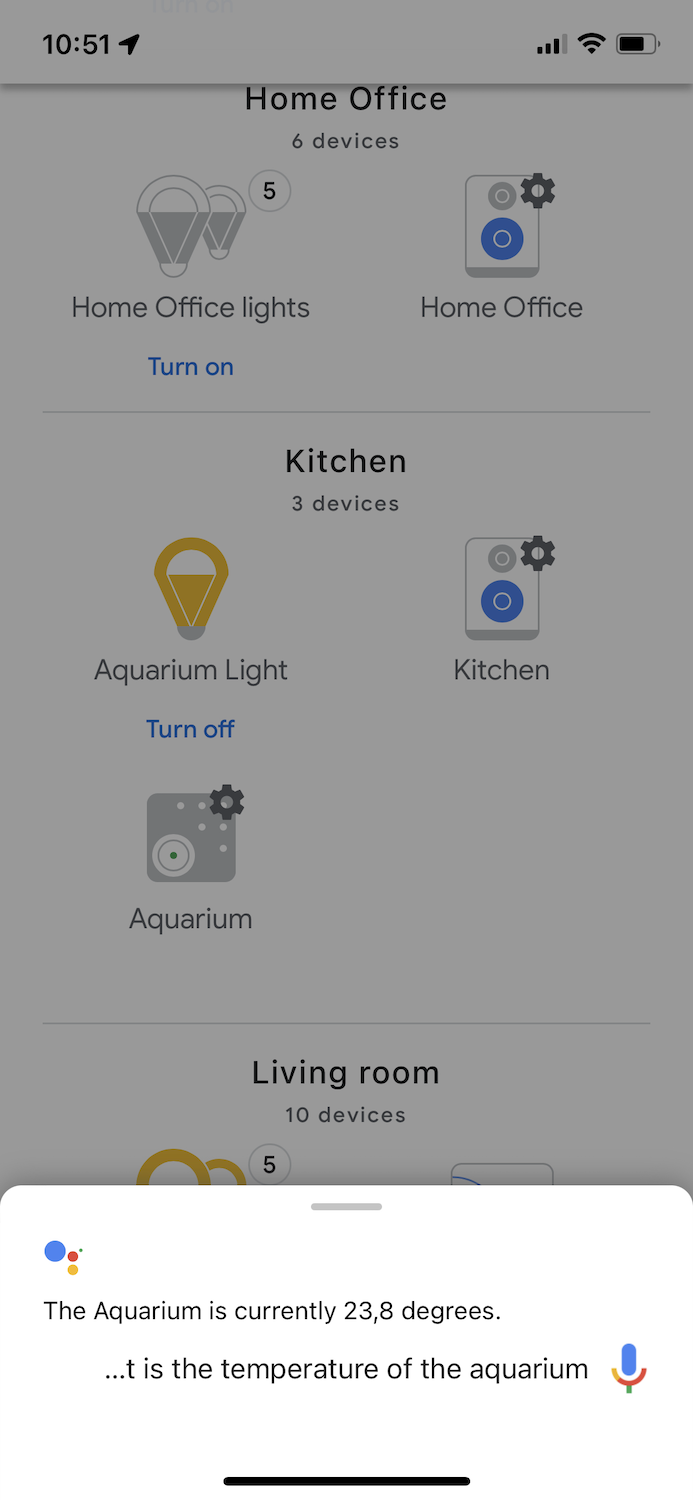 Turn on
10:51
Home Office
6 devices
5
Home Office lights
Home Office
Turn on
Kitchen
3 devices
Aquarium Light
Kitchen
Turn off
Aquarium
Living room
10 devices
5
The Aquarium is currently 23,8 degrees.
...t is the temperature of the aquarium